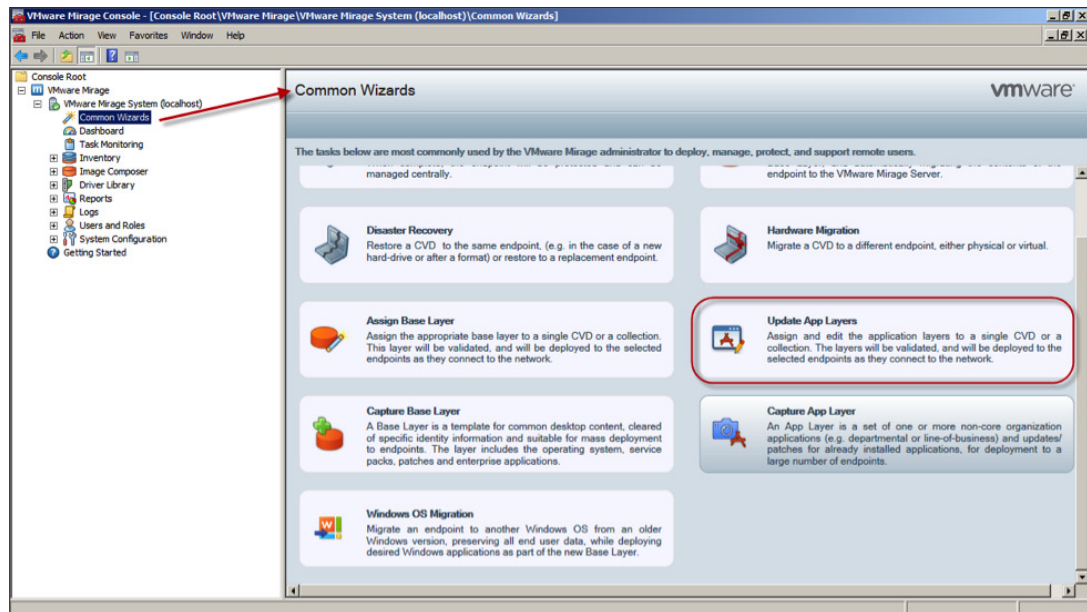 VMware Mirage Console - [Console Root\VMware Mirage\VMware Mirage System (localhost)\Common Wizards]
File Action View Favorites Window Help
Console Root
VMware Mirage
VMware Mirage System (localhost)
Common Wizards
Dashboard
Task Monitoring
Inventory
Image Composer
Driver Library
Reports
Logs
Users and Roles
System Configuration
Getting Started
Common Wizards
vmware
The tasks below are most commonly used by the VMware Mirage administrator to deploy, manage, protect, and support remote users.
managed centrally.
endpoint to the VMware Mirage Server.
Disaster Recovery
Restore a CVD to the same endpoint, (e.g. in the case of a new
hard-drive or after a format) or restore to a replacement endpoint.
Hardware Migration
Migrate a CVD to a different endpoint, either physical or virtual.
Assign Base Layer
Assign the appropriate base layer to a single CVD or a collection.
This layer will be validated, and will be deployed to the selected
endpoints as they connect to the network.
Update App Layers
Assign and edit the application layers to a single CVD or a
collection. The layers will be validated, and will be deployed to the
selected endpoints as they connect to the network.
Capture Base Layer
A Base Layer is a template for common desktop content, cleared
of specific identity information and suitable for mass deployment
to endpoints. The layer includes the operating system, service
packs, patches and enterprise applications.
Capture App Layer
An App Layer is a set of one or more non-core organization
applications (e.g. departmental or line-of-business) and updates/
patches for already installed applications, for deployment to a
large number of endpoints.
Windows OS Migration
Migrate an endpoint to another Windows OS from an older
Windows version, preserving all end user data, while deploying
desired Windows applications as part of the new Base Layer.